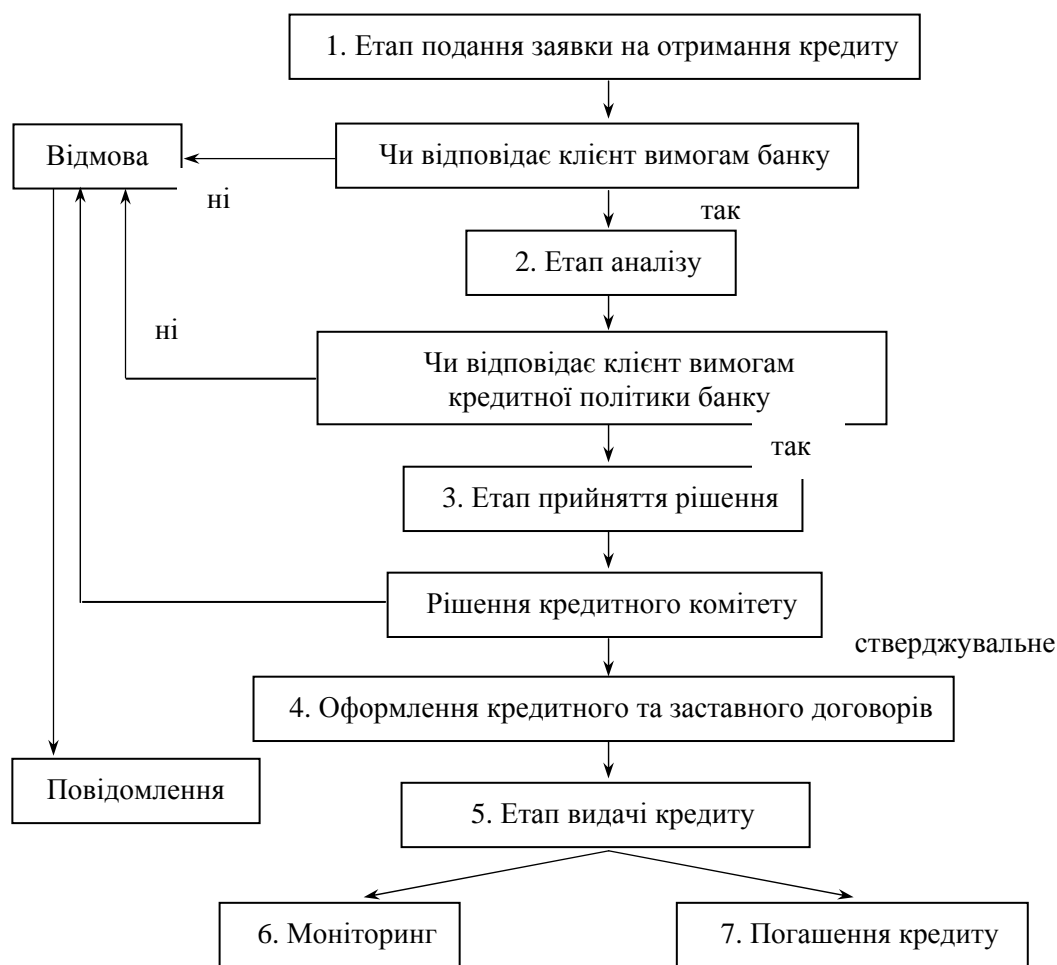 1. Етап подання заявки на отримання кредиту
Відмова
Чи відповідає клієнт вимогам банку
ні
так
2. Етап аналізу
ні
Чи відповідає клієнт вимогам
кредитної політики банку
так
3. Етап прийняття рішення
Рішення кредитного комітету
стверджувальне
4. Оформлення кредитного та заставного договорів
Повідомлення
5. Етап видачі кредиту
6. Моніторинг
7. Погашення кредиту